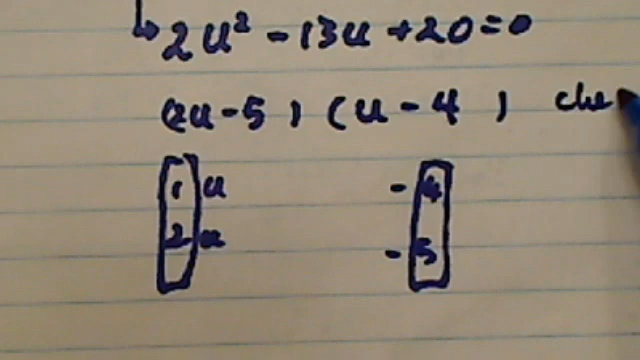 2u² - 13u + 20 = 0
(2u - 5) (u - 4)
1 u - 4
2 u - 5